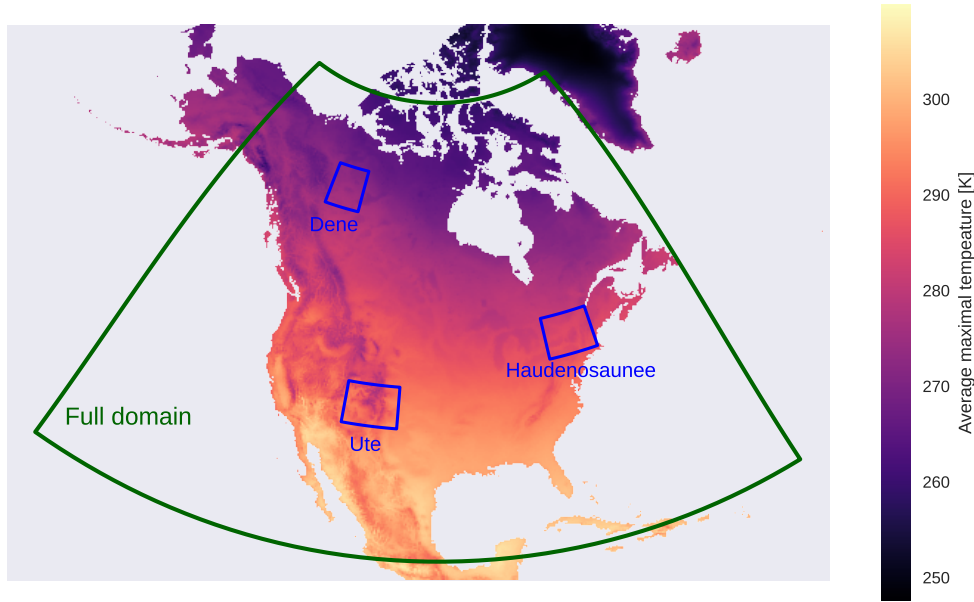 Dene
Haudenosaunee
Full domain
Ute
300
290
280
270
260
250
Average maximal tempeature [K]